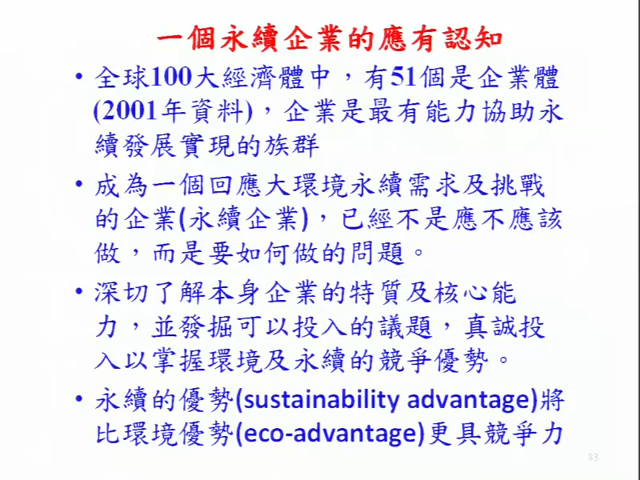 一個永續企業的應有認知
• 全球100大經濟體中，有51個是企業體
(2001年資料)，企業是最有能力協助永
續發展實現的族群
• 成為一個回應大環境永續需求及挑戰
的企業(永續企業)，已經不是應不應該
做，而是要如何做的問題。
• 深切了解本身企業的特質及核心能
力，並發掘可以投入的議題，真誠投
入以掌握環境及永續的競爭優勢。
• 永續的優勢(sustainability advantage)將
比環境優勢(eco-advantage)更具競爭力
83